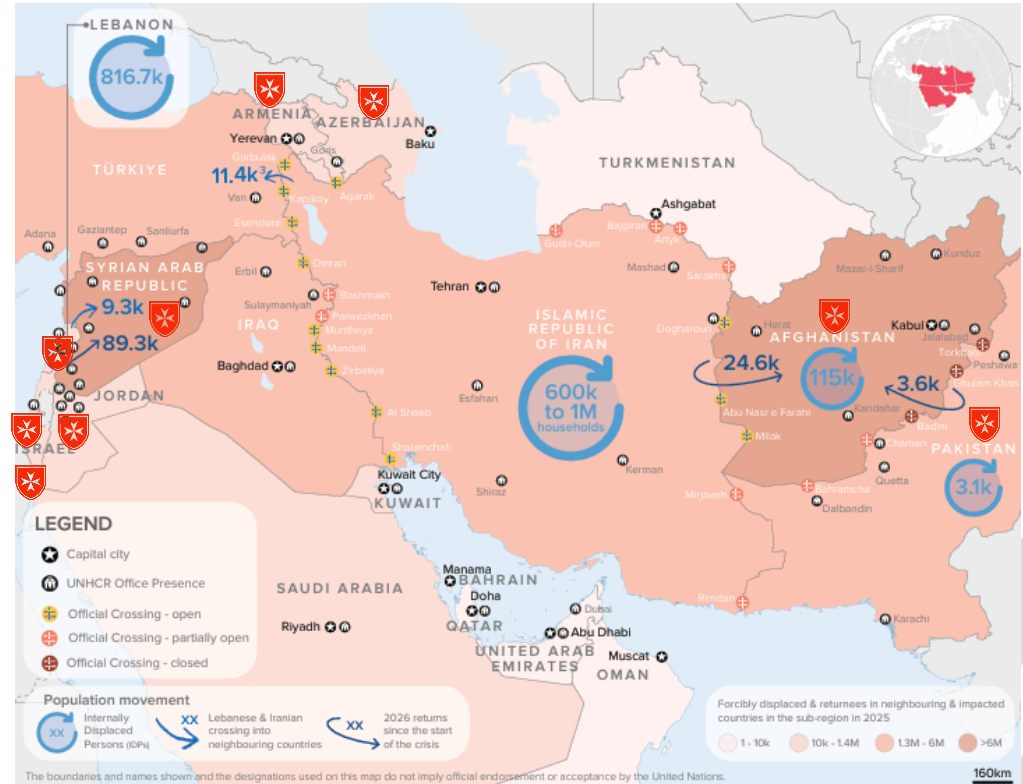 LEBANON
816.7k
ARMENIA
AZERBAIJAN
Yerevan
Baku
Gürbulak
Goris
TÜRKIYE
11.4k³
Van
Kapiköy
Agarak
TURKMENISTAN
Ashgabat
Esendere
Bajgiran
Gudri-Olum
Artyk
Adana
Gaziantep
Sanliurfa
SYRIAN ARAB
REPUBLIC
Erbil
Omran
Mashad
Sarakhs
Mazar-i-Sharif
Kunduz
9.3k
Sulaymaniyah
Bashmakh
Tehran
Parwezkhan
IRAQ
Munthriya
ISLAMIC
REPUBLIC
OF IRAN
Dogharoun
Herat
Kabul
Jalalabad
89.3k
Mandeli
AFGHANISTAN
Torkham
Peshawa
Baghdad
Zirbatiya
24.6k
115k
3.6k
Ghulam Khan
JORDAN
Esfahan
600k
to 1M
households
Al Sheeb
Abu Nasr e Farahi
Kandahar
Badini
ISRAEL
Milak
Chaman
PAKISTAN
Shalamchah
Kerman
Quetta
Kuwait City
KUWAIT
Shiraz
Mirjaveh
Bahramcha
Dalbandin
3.1k
LEGEND
Capital city
UNHCR Office Presence
Official Crossing - open
Official Crossing - partially open
Official Crossing - closed
Manama
BAHRAIN
SAUDI ARABIA
Doha
Rimdan
Riyadh
QATAR
Dubai
Karachi
Abu Dhabi
UNITED ARAB
EMIRATES
Muscat
OMAN
Population movement
XX
Internally
Displaced
Persons (IDPs)
XX
Lebanese & Iranian
crossing into
neighbouring countries
XX
2026 returns
since the start
of the crisis
Forcibly displaced & returnees in neighbouring & impacted
countries in the sub-region in 2025
1 - 10k
10k - 1.4M
1.3M - 6M
>6M
The boundaries and names shown and the designations used on this map do not imply official endorsement or acceptance by the United Nations.
160km